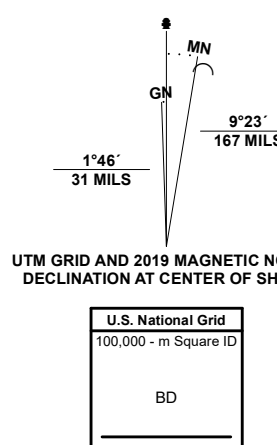 MN
GN
9°23´
167 MILS
1°46´
31 MILS
UTM GRID AND 2019 MAGNETIC NO
DECLINATION AT CENTER OF SH
U.S. National Grid
100,000 - m Square ID
BD